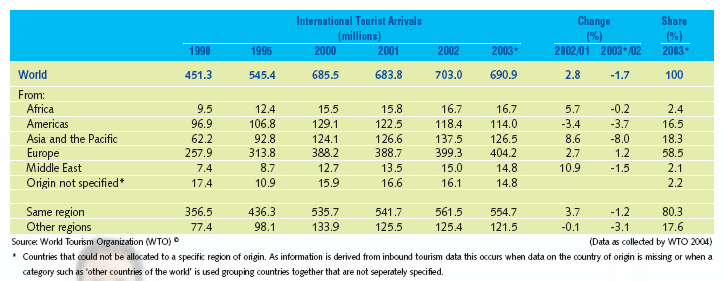 International Tourist Arrivals Change Share
(millions) (%) (%)
1990 1995 2000 2001 2002 2003* 2002/01 2003*/02 2003*
World 451.3 545.4 685.5 683.8 703.0 690.9 2.8 -1.7 100
From:
Africa 9.5 12.4 15.5 15.8 16.7 16.7 5.7 -0.2 2.4
Americas 96.9 106.8 129.1 122.5 118.4 114.0 -3.4 -3.7 16.5
Asia and the Pacific 62.2 92.8 124.1 126.6 137.5 126.5 8.6 -8.0 18.3
Europe 257.9 313.8 388.2 388.7 399.3 404.2 2.7 1.2 58.5
Middle East 7.4 8.7 12.7 13.5 15.0 14.8 10.9 -1.5 2.1
Origin not specified* 17.4 10.9 15.9 16.6 16.1 14.8 2.2
Same region 356.5 436.3 535.7 541.7 561.5 554.7 3.7 -1.2 80.3
Other regions 77.4 98.1 133.9 125.5 125.4 121.5 -0.1 -3.1 17.6
Source: World Tourism Organization (WTO) © (Data as collected by WTO 2004)
* Countries that could not be allocated to a specific region of origin. As information is derived from inbound tourism data this occurs when data on the country of origin is missing or when a
category such as 'other countries of the world' is used grouping countries together that are not seperately specified.